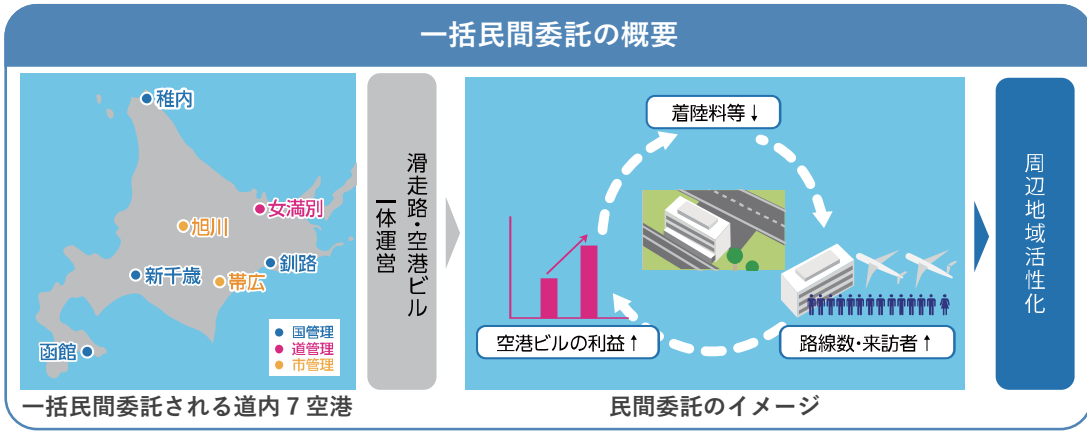 一括民間委託の概要
稚内
女満別
旭川
釧路
新千歳
帯広
函館
国管理
道管理
市管理
一括民間委託される道内7空港
滑走路・空港ビル
一体運営
着陸料等↓
空港ビルの利益↑
路線数・来訪者↑
民間委託のイメージ
周辺地域活性化